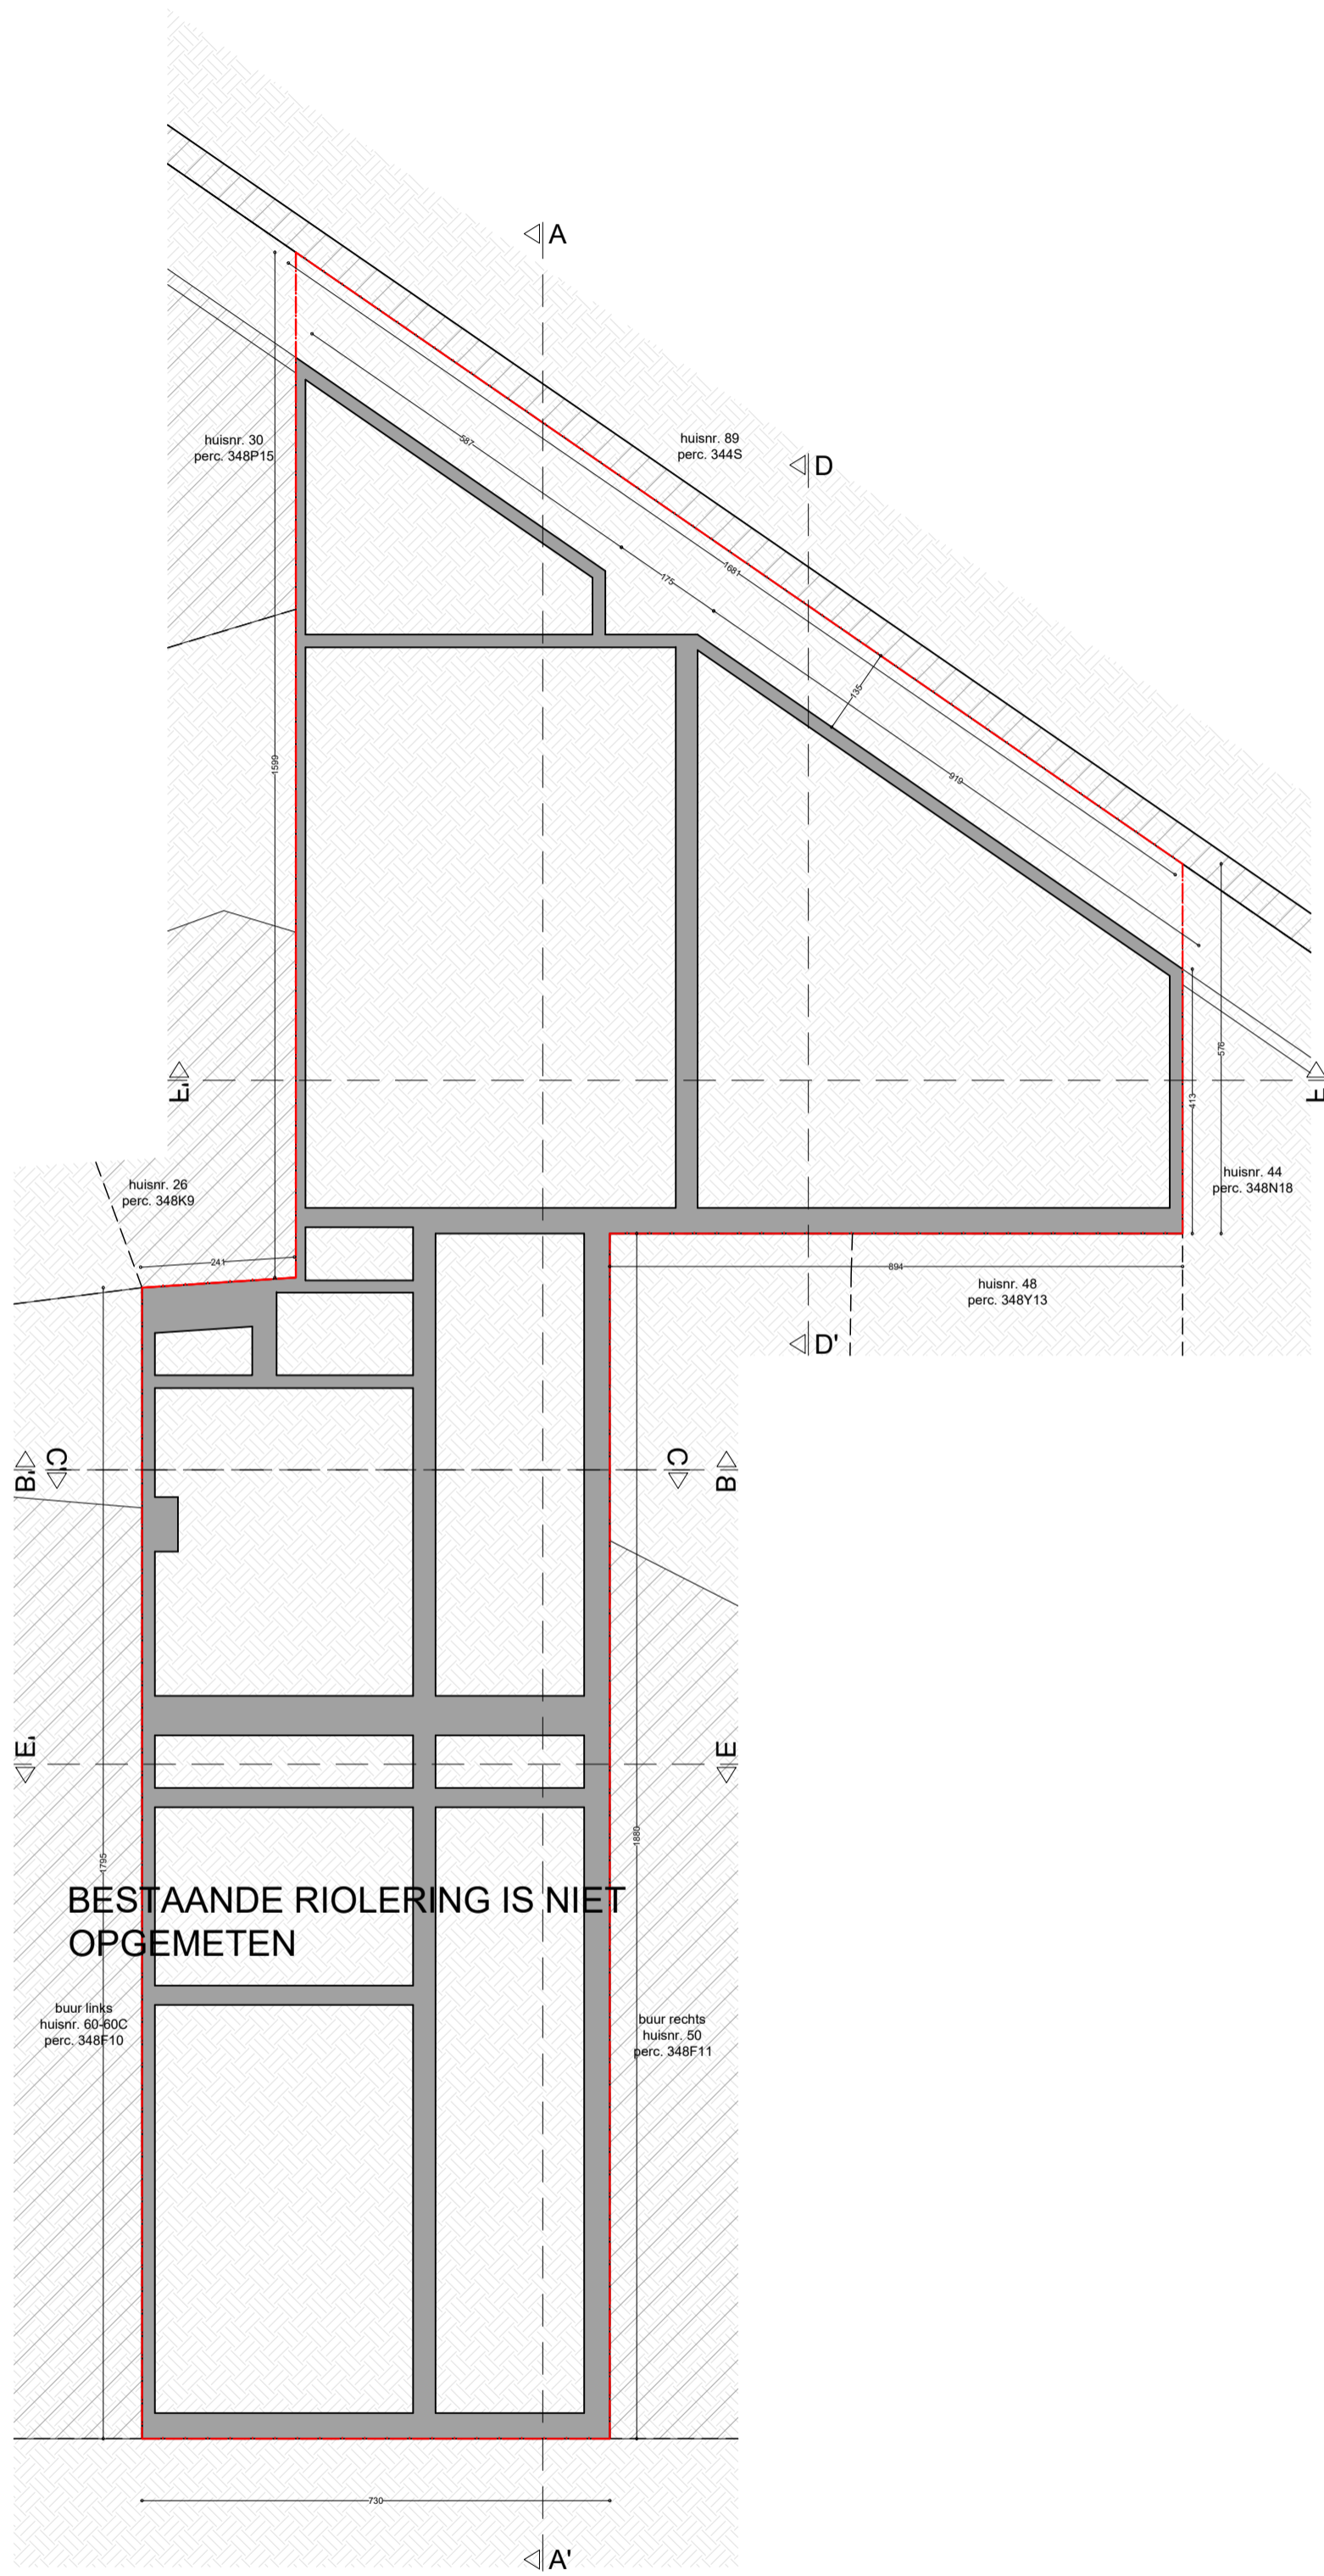 A
huisnr. 30
perc. 348P15
587
huisnr. 89
perc. 344S
D
175
1681
135
1599
919
576
413
F'
F
huisnr. 26
perc. 348K9
huisnr. 44
perc. 348N18
241
894
huisnr. 48
perc. 348Y13
D'
B'
C'
C
B
E'
E
1795
1880
BESTAANDE RIOLERING IS NIET
OPGEMETEN
buur links
huisnr. 60-60C
perc. 348F10
buur rechts
huisnr. 50
perc. 348F11
730
A'